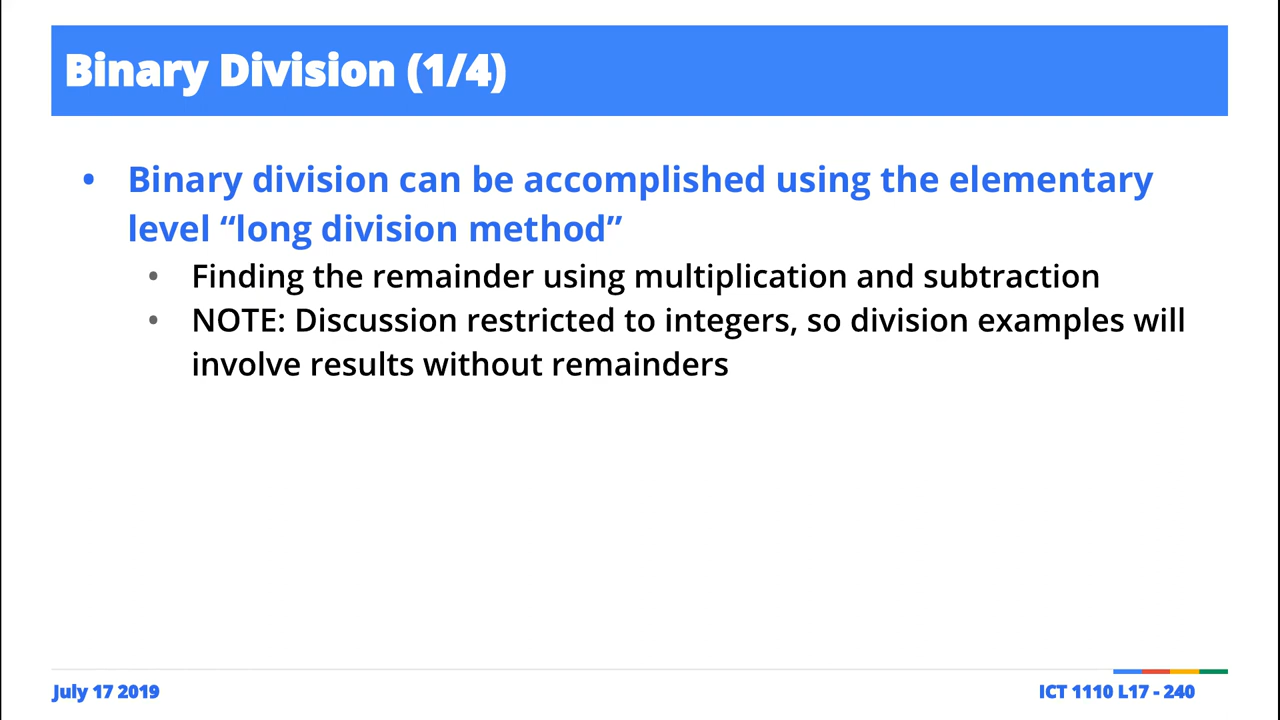 Binary Division (1/4)
• Binary division can be accomplished using the elementary
level “long division method”
• Finding the remainder using multiplication and subtraction
• NOTE: Discussion restricted to integers, so division examples will
involve results without remainders
July 17 2019
ICT 1110 L17 - 240